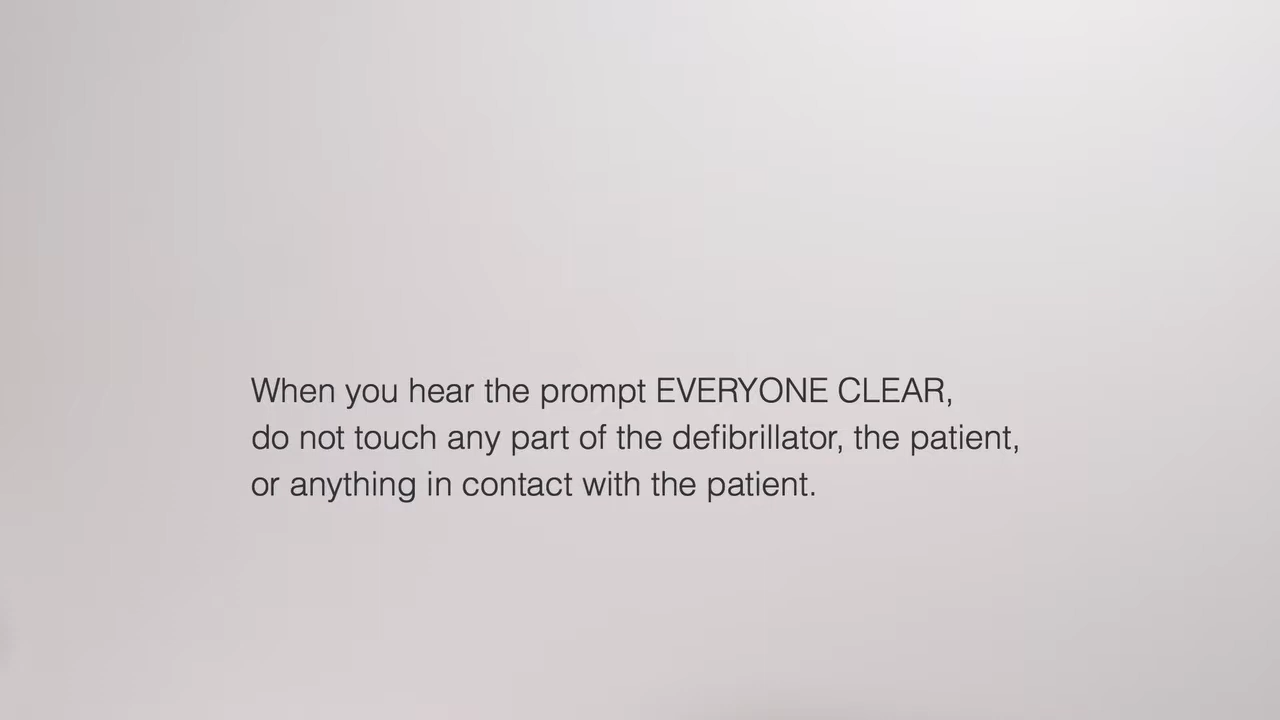 When you hear the prompt EVERYONE CLEAR,
do not touch any part of the defibrillator, the patient,
or anything in contact with the patient.